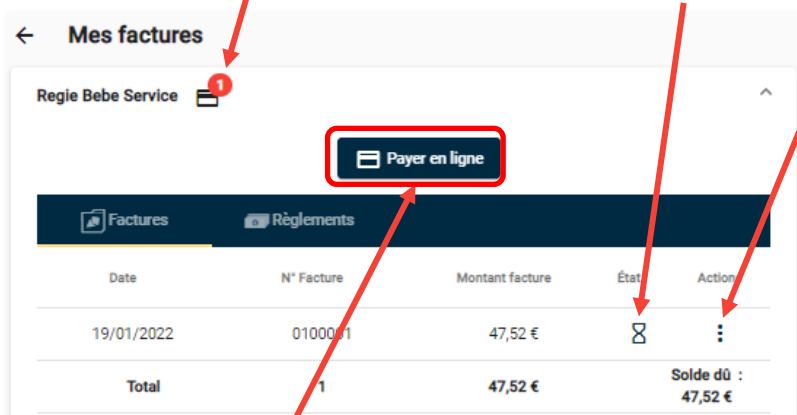 Mes factures
Regie Bebe Service 1
Payer en ligne
Factures Règlements
Date N° Facture Montant facture État Action
19/01/2022 0100001 47,52 €
Total 1 47,52 € Solde dû :
47,52 €